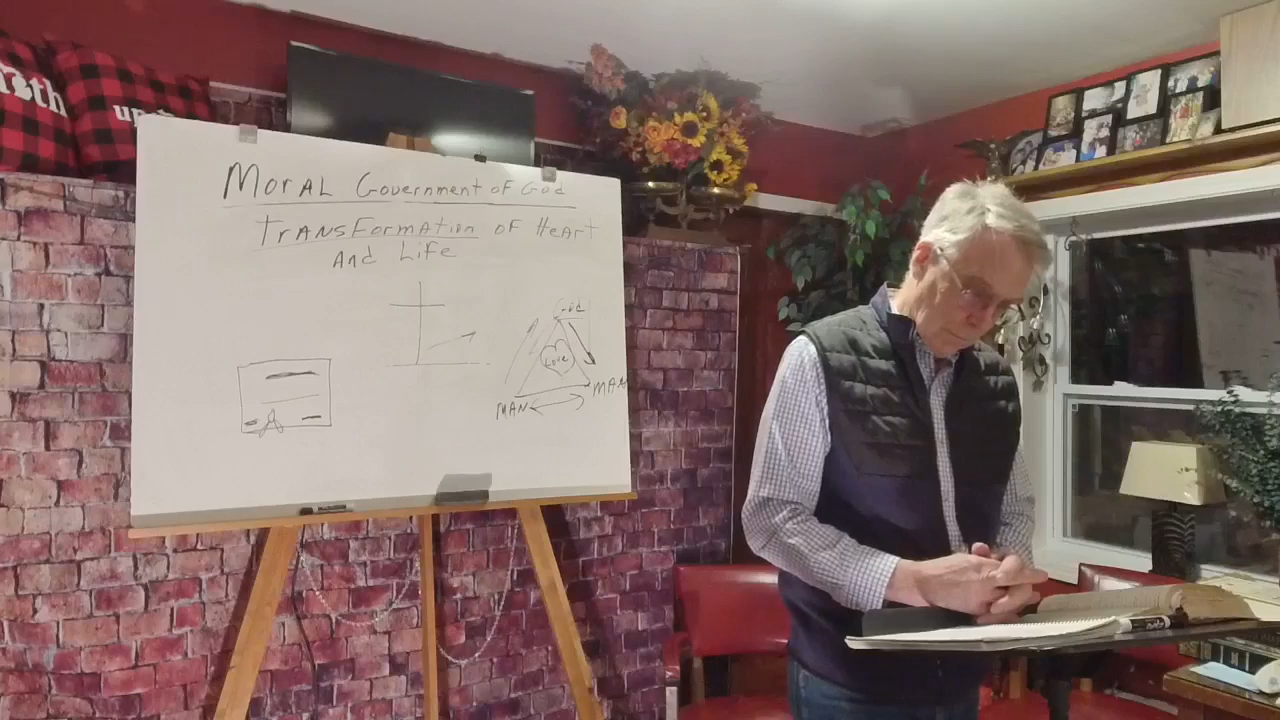 Moral Government of God
Transformation of Heart
And Life
God
Love
MAN
MAN